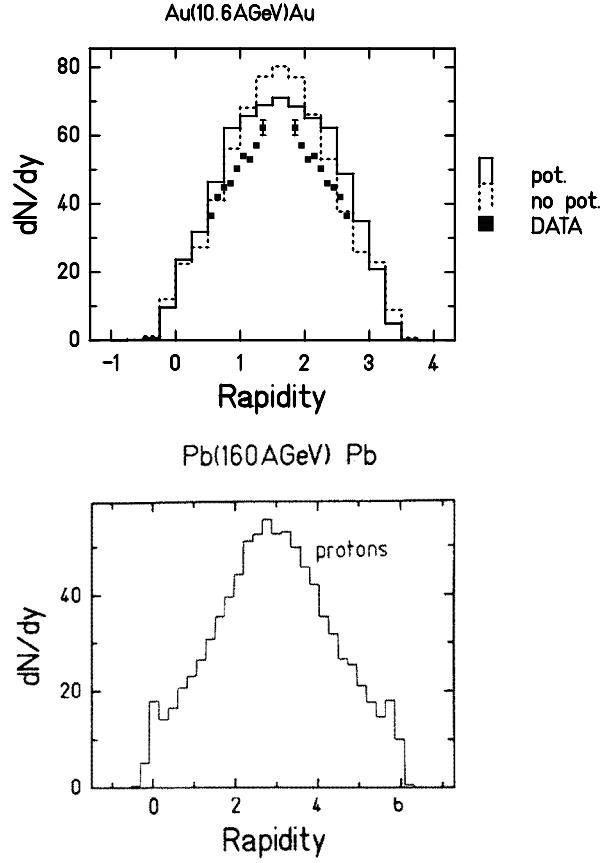 Au(10.6AGeV)Au
80
60
40
20
0
dN/dy
-1 0 1 2 3 4
Rapidity
pot.
no pot.
DATA
Pb(160AGeV) Pb
protons
40
20
0
dN/dy
0 2 4 6
Rapidity